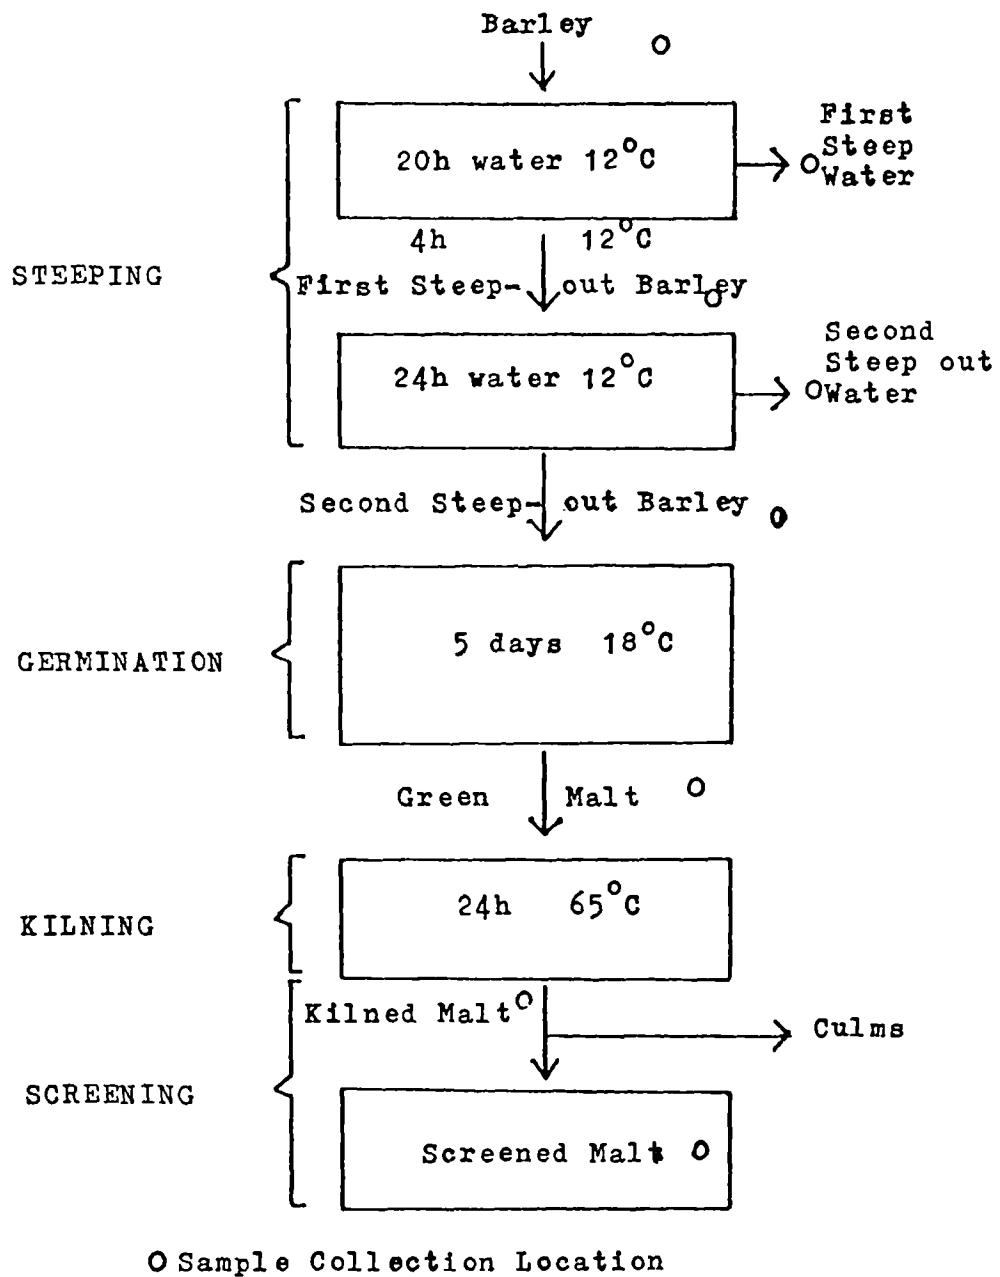 Barley
First
Steep
Water
20h water 12°C
4h 12°C
STEEPING
First Steep-out Barley
Second
Steep out
Water
24h water 12°C
Second Steep-out Barley
GERMINATION
5 days 18°C
Green Malt
KILNING
24h 65°C
Kilned Malt
Culms
SCREENING
Screened Malt
O Sample Collection Location